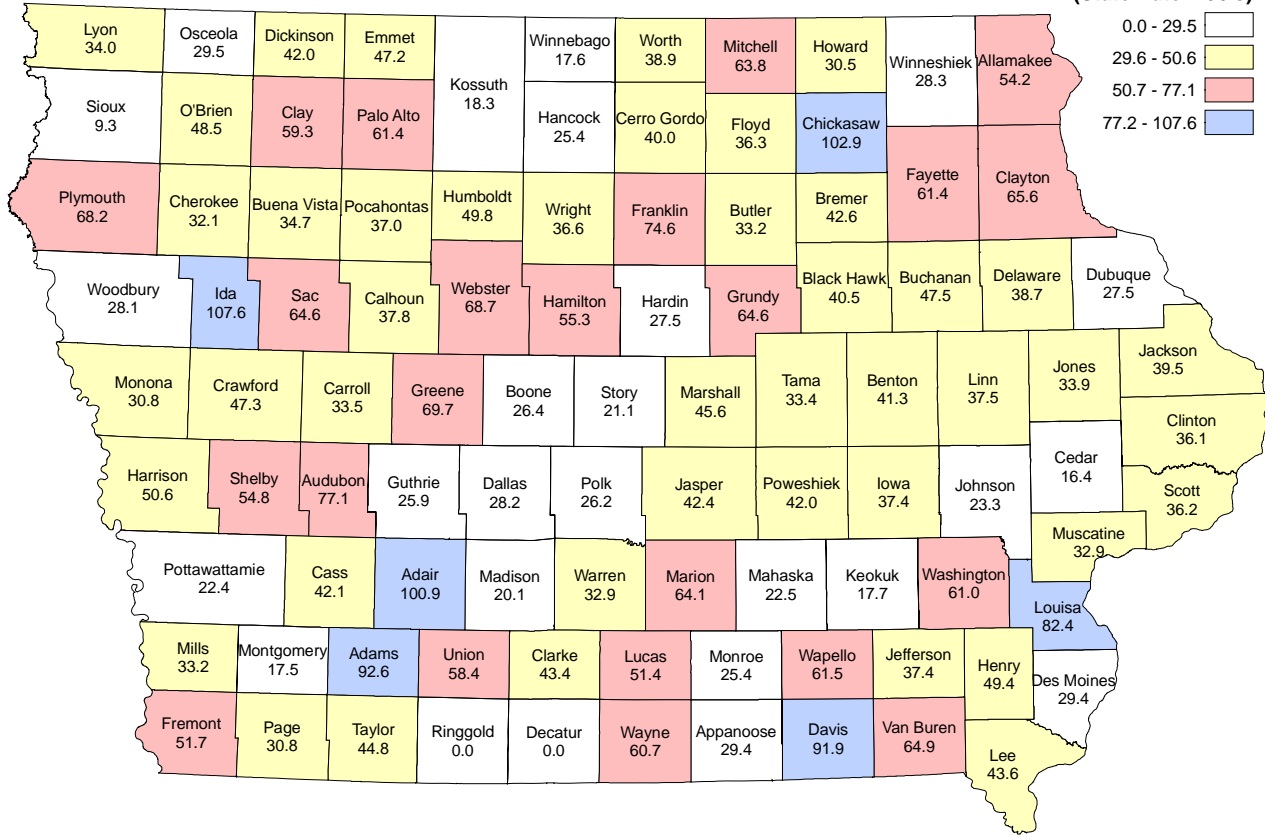 0.0 - 29.5
29.6 - 50.6
50.7 - 77.1
77.2 - 107.6
Lyon
34.0
Osceola
29.5
Dickinson
42.0
Emmet
47.2
Kossuth
18.3
Winnebago
17.6
Worth
38.9
Mitchell
63.8
Howard
30.5
Winneshiek
28.3
Allamakee
54.2
Sioux
9.3
O'Brien
48.5
Clay
59.3
Palo Alto
61.4
Hancock
25.4
Cerro Gordo
40.0
Floyd
36.3
Chickasaw
102.9
Fayette
61.4
Clayton
65.6
Plymouth
68.2
Cherokee
32.1
Buena Vista
34.7
Pocahontas
37.0
Humboldt
49.8
Wright
36.6
Franklin
74.6
Butler
33.2
Bremer
42.6
Woodbury
28.1
Ida
107.6
Sac
64.6
Calhoun
37.8
Webster
68.7
Hamilton
55.3
Hardin
27.5
Grundy
64.6
Black Hawk
40.5
Buchanan
47.5
Delaware
38.7
Dubuque
27.5
Monona
30.8
Crawford
47.3
Carroll
33.5
Greene
69.7
Boone
26.4
Story
21.1
Marshall
45.6
Tama
33.4
Benton
41.3
Linn
37.5
Jones
33.9
Jackson
39.5
Clinton
36.1
Harrison
50.6
Shelby
54.8
Audubon
77.1
Guthrie
25.9
Dallas
28.2
Polk
26.2
Jasper
42.4
Poweshiek
42.0
Iowa
37.4
Johnson
23.3
Cedar
16.4
Scott
36.2
Muscatine
32.9
Pottawattamie
22.4
Cass
42.1
Adair
100.9
Madison
20.1
Warren
32.9
Marion
64.1
Mahaska
22.5
Keokuk
17.7
Washington
61.0
Louisa
82.4
Mills
33.2
Montgomery
17.5
Adams
92.6
Union
58.4
Clarke
43.4
Lucas
51.4
Monroe
25.4
Wapello
61.5
Jefferson
37.4
Henry
49.4
Des Moines
29.4
Fremont
51.7
Page
30.8
Taylor
44.8
Ringgold
0.0
Decatur
0.0
Wayne
60.7
Appanoose
29.4
Davis
91.9
Van Buren
64.9
Lee
43.6